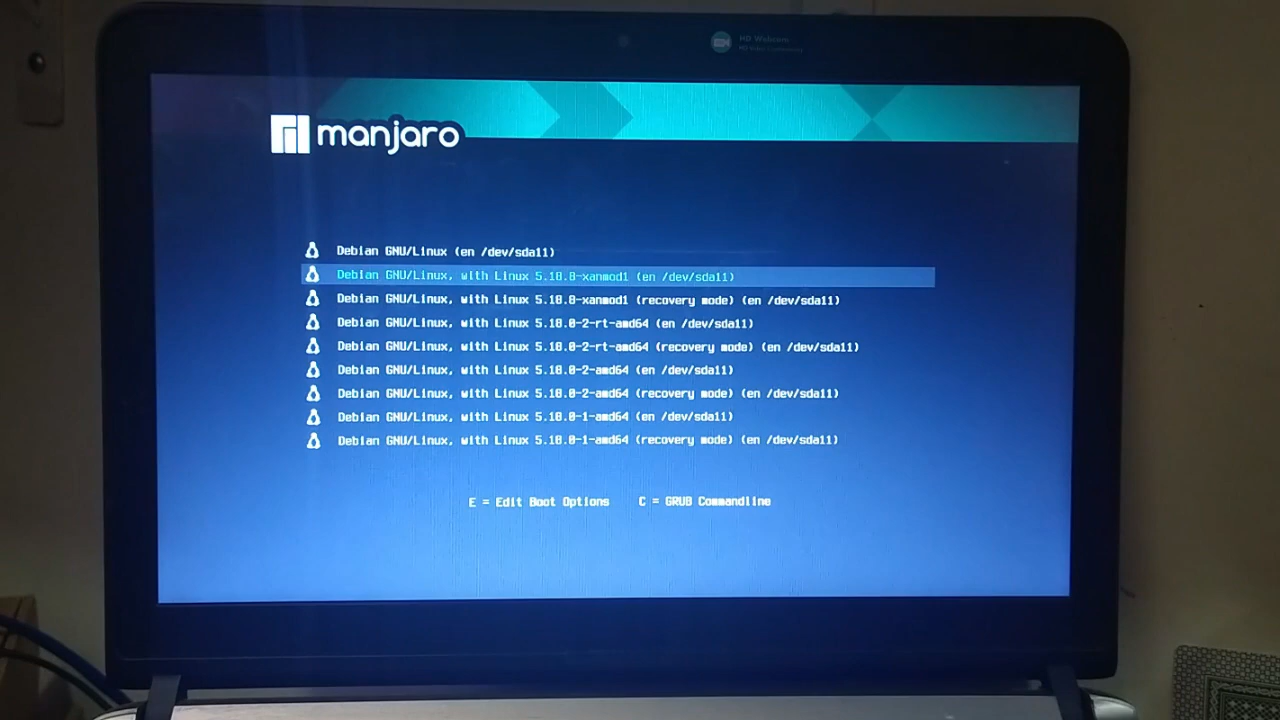 HD Webcam
manjaro
Debian GNU/Linux (en /dev/sda11)
Debian GNU/Linux, with Linux 5.10.8-xanmod1 (en /dev/sda11)
Debian GNU/Linux, with Linux 5.10.8-xanmod1 (recovery mode) (en /dev/sda11)
Debian GNU/Linux, with Linux 5.10.0-2-rt-amd64 (en /dev/sda11)
Debian GNU/Linux, with Linux 5.10.0-2-rt-amd64 (recovery mode) (en /dev/sda11)
Debian GNU/Linux, with Linux 5.10.0-2-amd64 (en /dev/sda11)
Debian GNU/Linux, with Linux 5.10.0-2-amd64 (recovery mode) (en /dev/sda11)
Debian GNU/Linux, with Linux 5.10.0-1-amd64 (en /dev/sda11)
Debian GNU/Linux, with Linux 5.10.0-1-amd64 (recovery mode) (en /dev/sda11)
E = Edit Boot Options C = GRUB Commandline